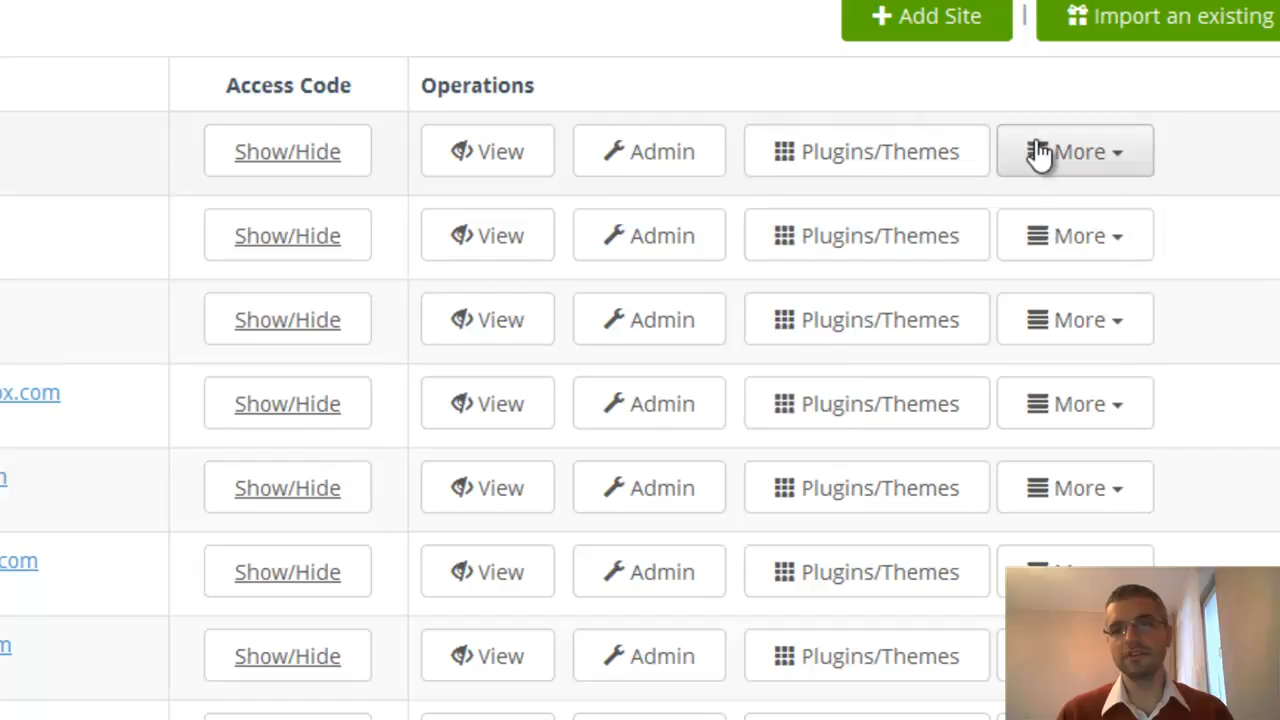 Add Site | Import an existing
Access Code Operations
Show/Hide View Admin Plugins/Themes More
Show/Hide View Admin Plugins/Themes More
Show/Hide View Admin Plugins/Themes More
ox.com Show/Hide View Admin Plugins/Themes More
Show/Hide View Admin Plugins/Themes More
com Show/Hide View Admin Plugins/Themes
m Show/Hide View Admin Plugins/Themes